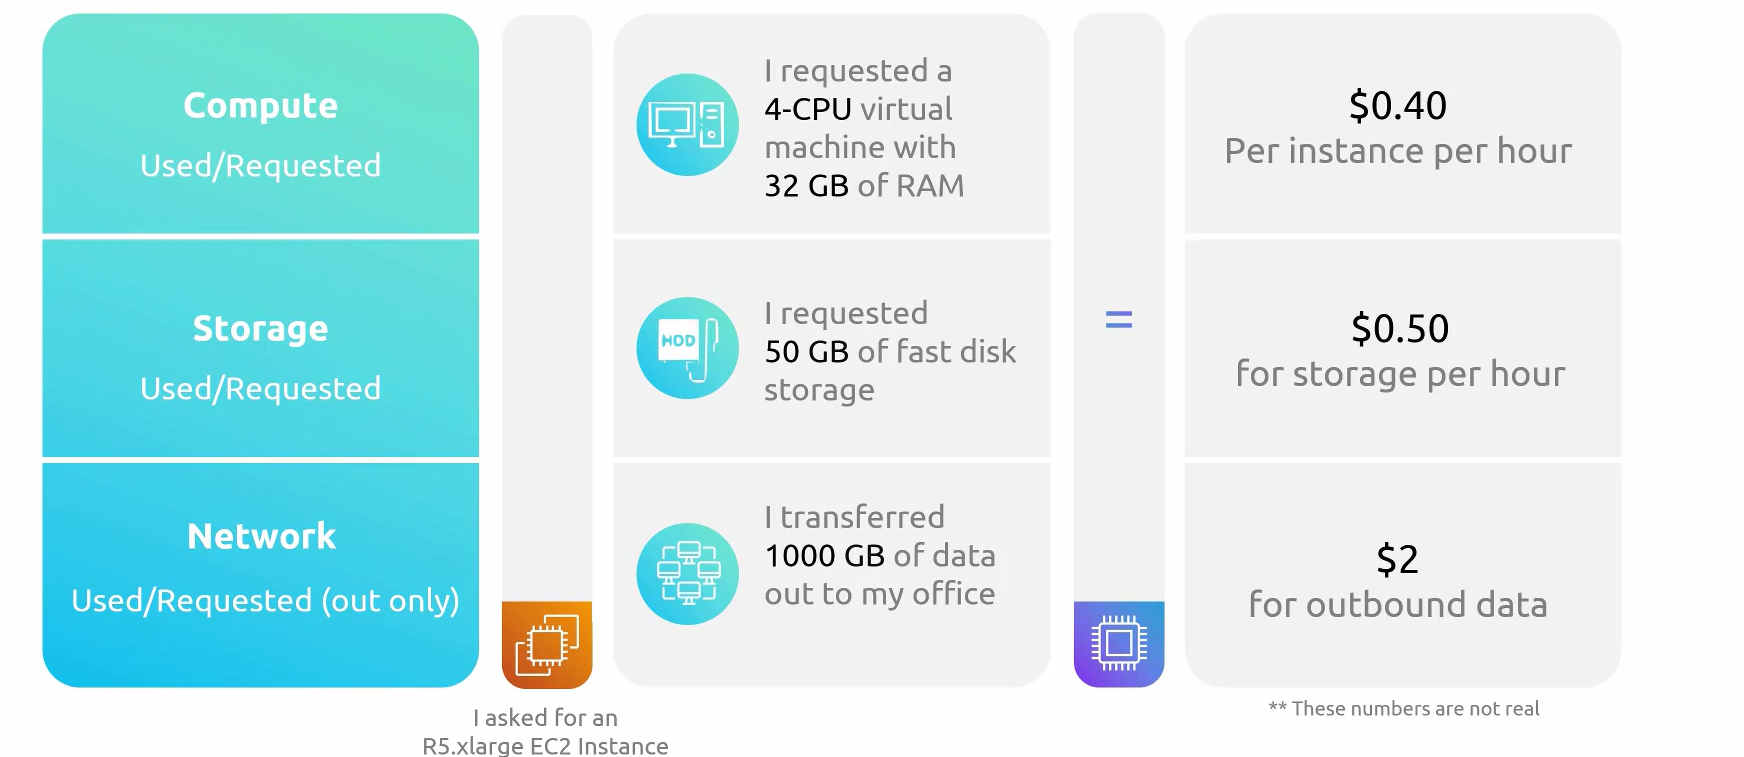 Compute
Used/Requested
I requested a
4-CPU virtual
machine with
32 GB of RAM
$0.40
Per instance per hour
Storage
Used/Requested
HDD
I requested
50 GB of fast disk
storage
=
$0.50
for storage per hour
Network
Used/Requested (out only)
I transferred
1000 GB of data
out to my office
$2
for outbound data
I asked for an
R5.xlarge EC2 Instance
** These numbers are not real